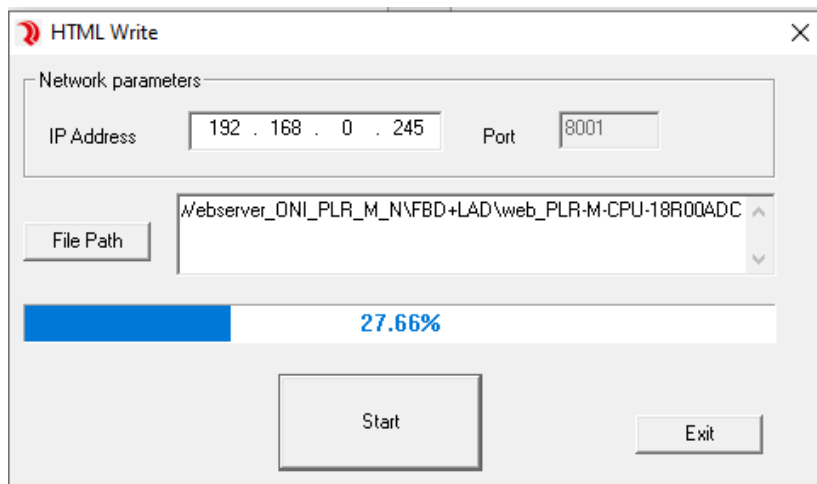 HTML Write
Network parameters
IP Address 192 . 168 . 0 . 245 Port 8001
File Path Webserver_ONI_PLR_M_N\FBD+LAD\web_PLR-M-CPU-18R00ADC
27.66%
Start
Exit